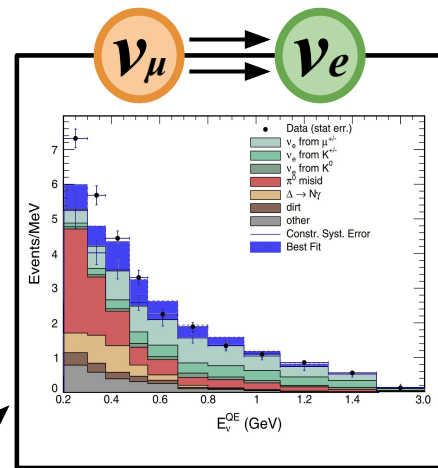 νμ νe
Data (stat err.)
νe from μ+/-
νe from K+/-
νe from K0
π0 misid
Δ → Nγ
dirt
other
Constr. Syst. Error
Best Fit
Events/MeV
7
6
5
4
3
2
1
0
0.2 0.4 0.6 0.8 1 1.2 1.4 3.0
EνQE (GeV)